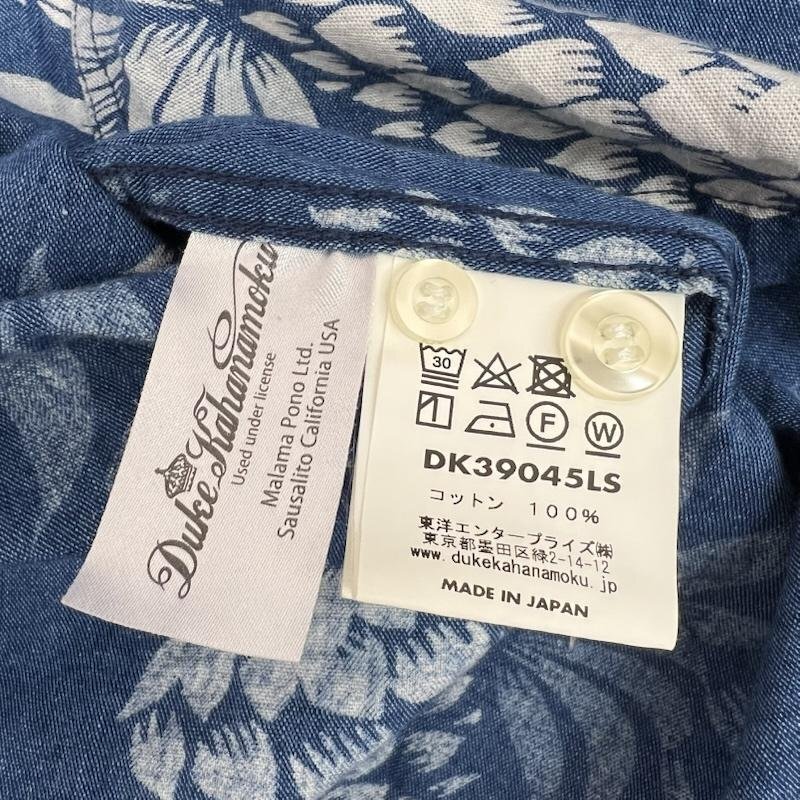 Duke Kahanamoku
Used under license
Malama Pono Ltd.
Sausalito California USA
30
F
W
DK39045LS
コットン 100%
東洋エンタープライズ㈱
東京都墨田区緑2-14-12
www.dukekahanamoku.jp
MADE IN JAPAN